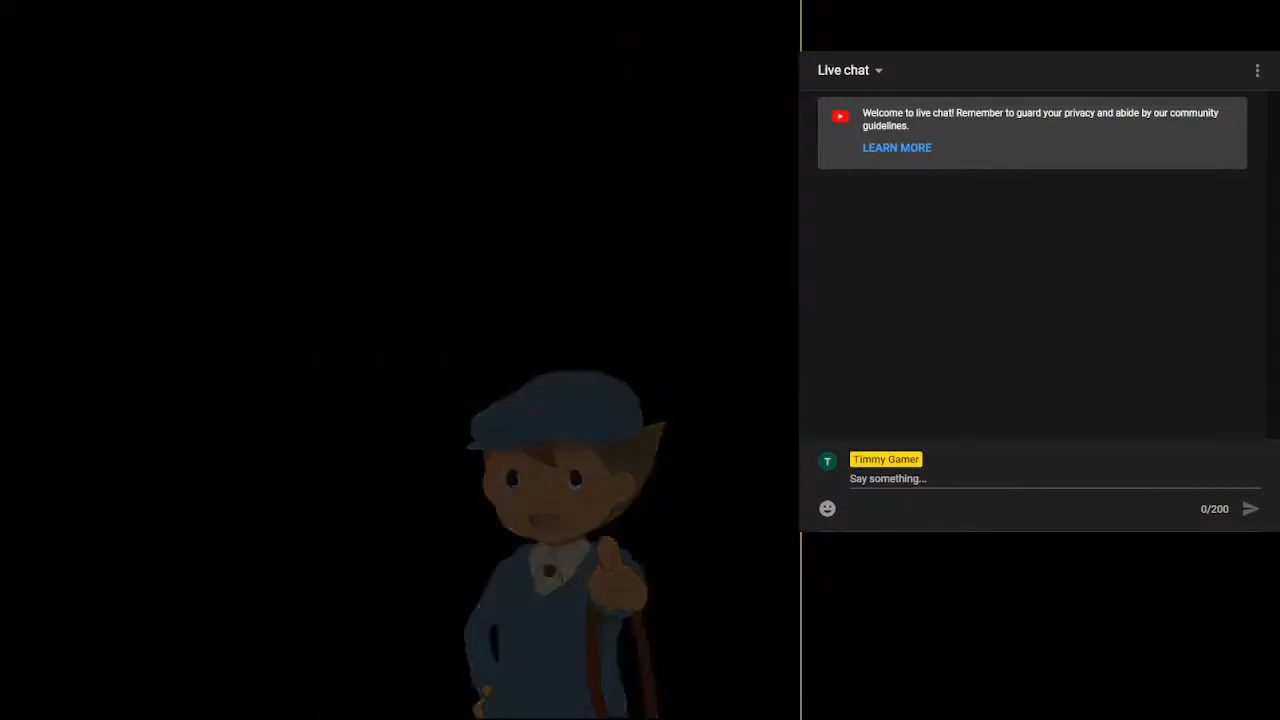 Live chat
Welcome to live chat! Remember to guard your privacy and abide by our community
guidelines.
LEARN MORE
T
Timmy Gamer
Say something...
0/200